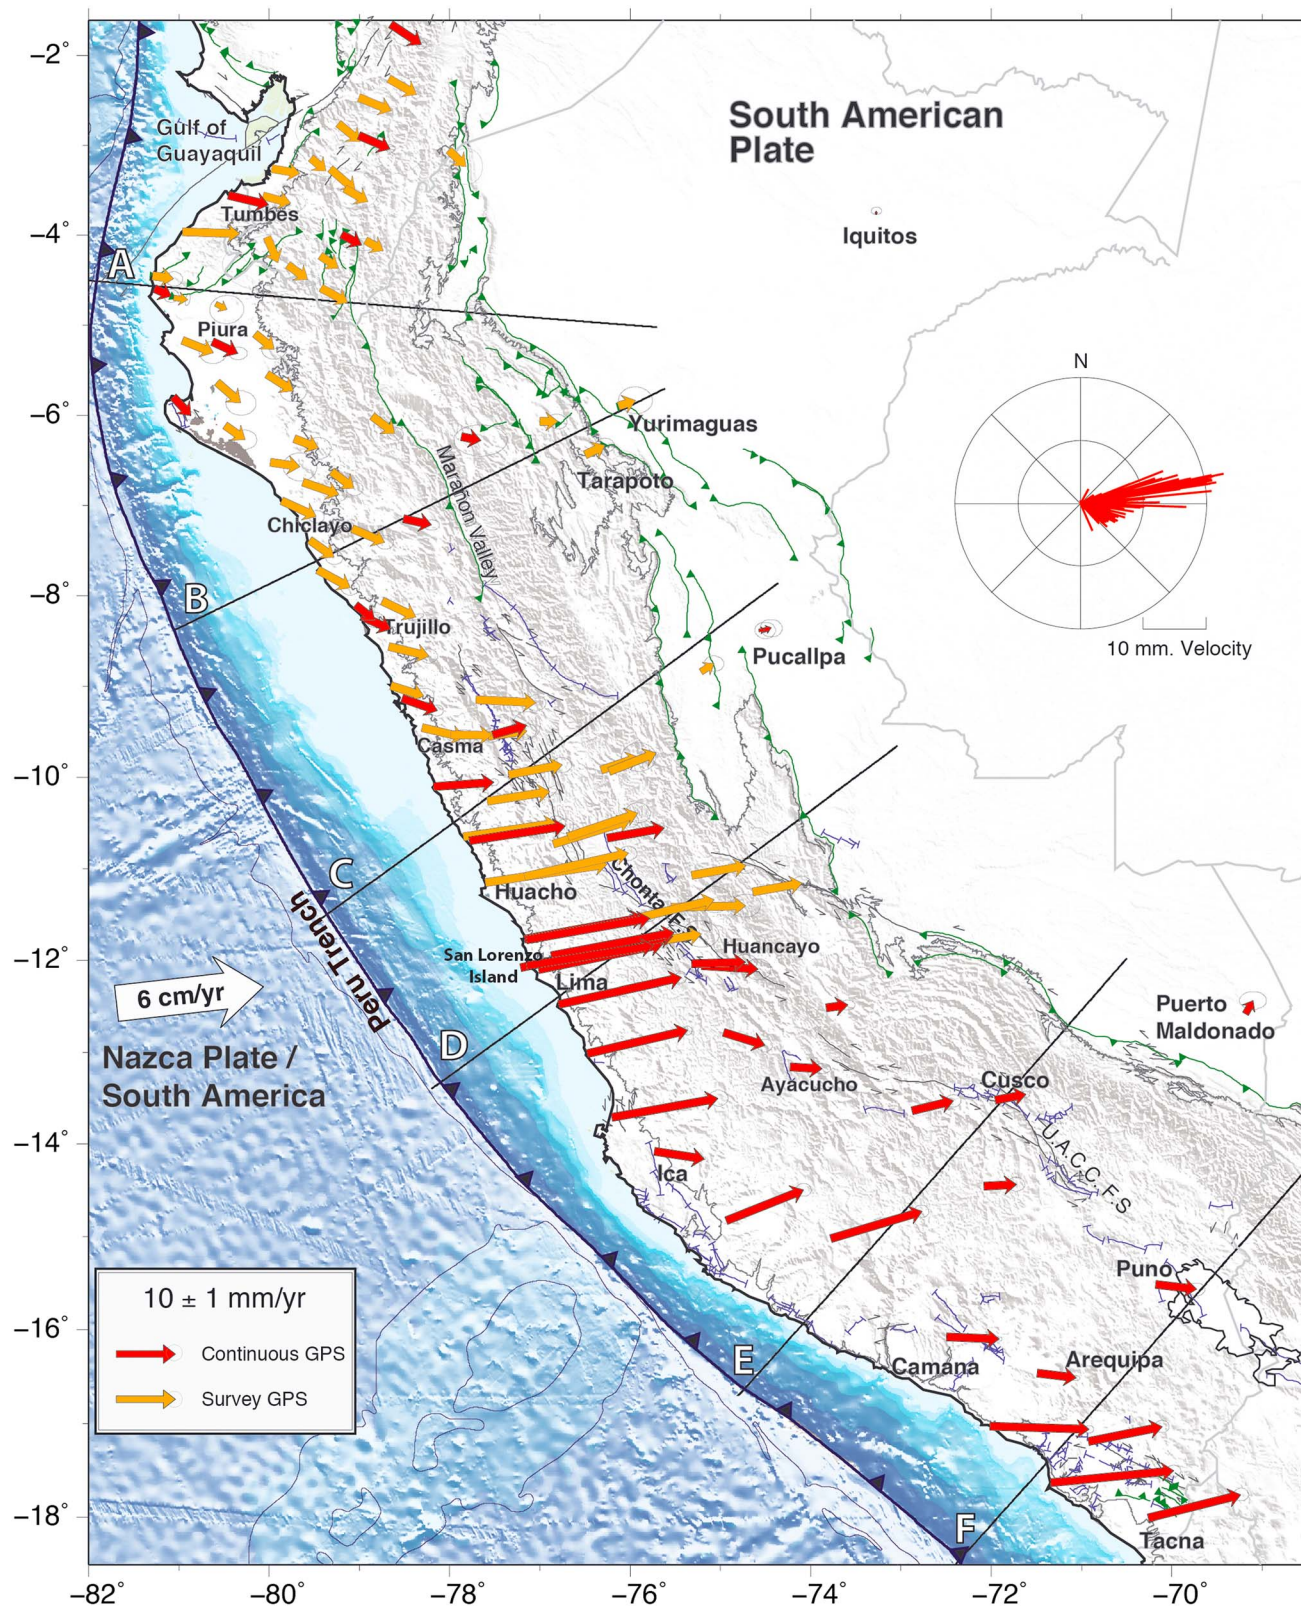 −2°
−4°
−6°
−8°
−10°
−12°
−14°
−16°
−18°
−82°
−80°
−78°
−76°
−74°
−72°
−70°
South American
Plate
Gulf of
Guayaquil
Tumbes
Iquitos
A
Piura
N
Yurimaguas
Tarapoto
Marañon Valley
Chiclayo
B
Trujillo
Pucallpa
10 mm. Velocity
Casma
C
Huacho
Chonta F.S
Peru Trench
San Lorenzo
Island
Huancayo
Lima
6 cm/yr
Puerto
Maldonado
D
Nazca Plate /
South America
Ayacucho
Cusco
U.A.C.C.F.S
Ica
Puno
10 ± 1 mm/yr
Continuous GPS
Survey GPS
E
Camana
Arequipa
F
Tacna